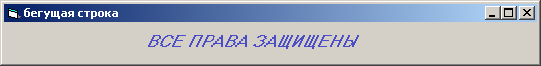 бегущая строка
ВСЕ ПРАВА ЗАЩИЩЕНЫ